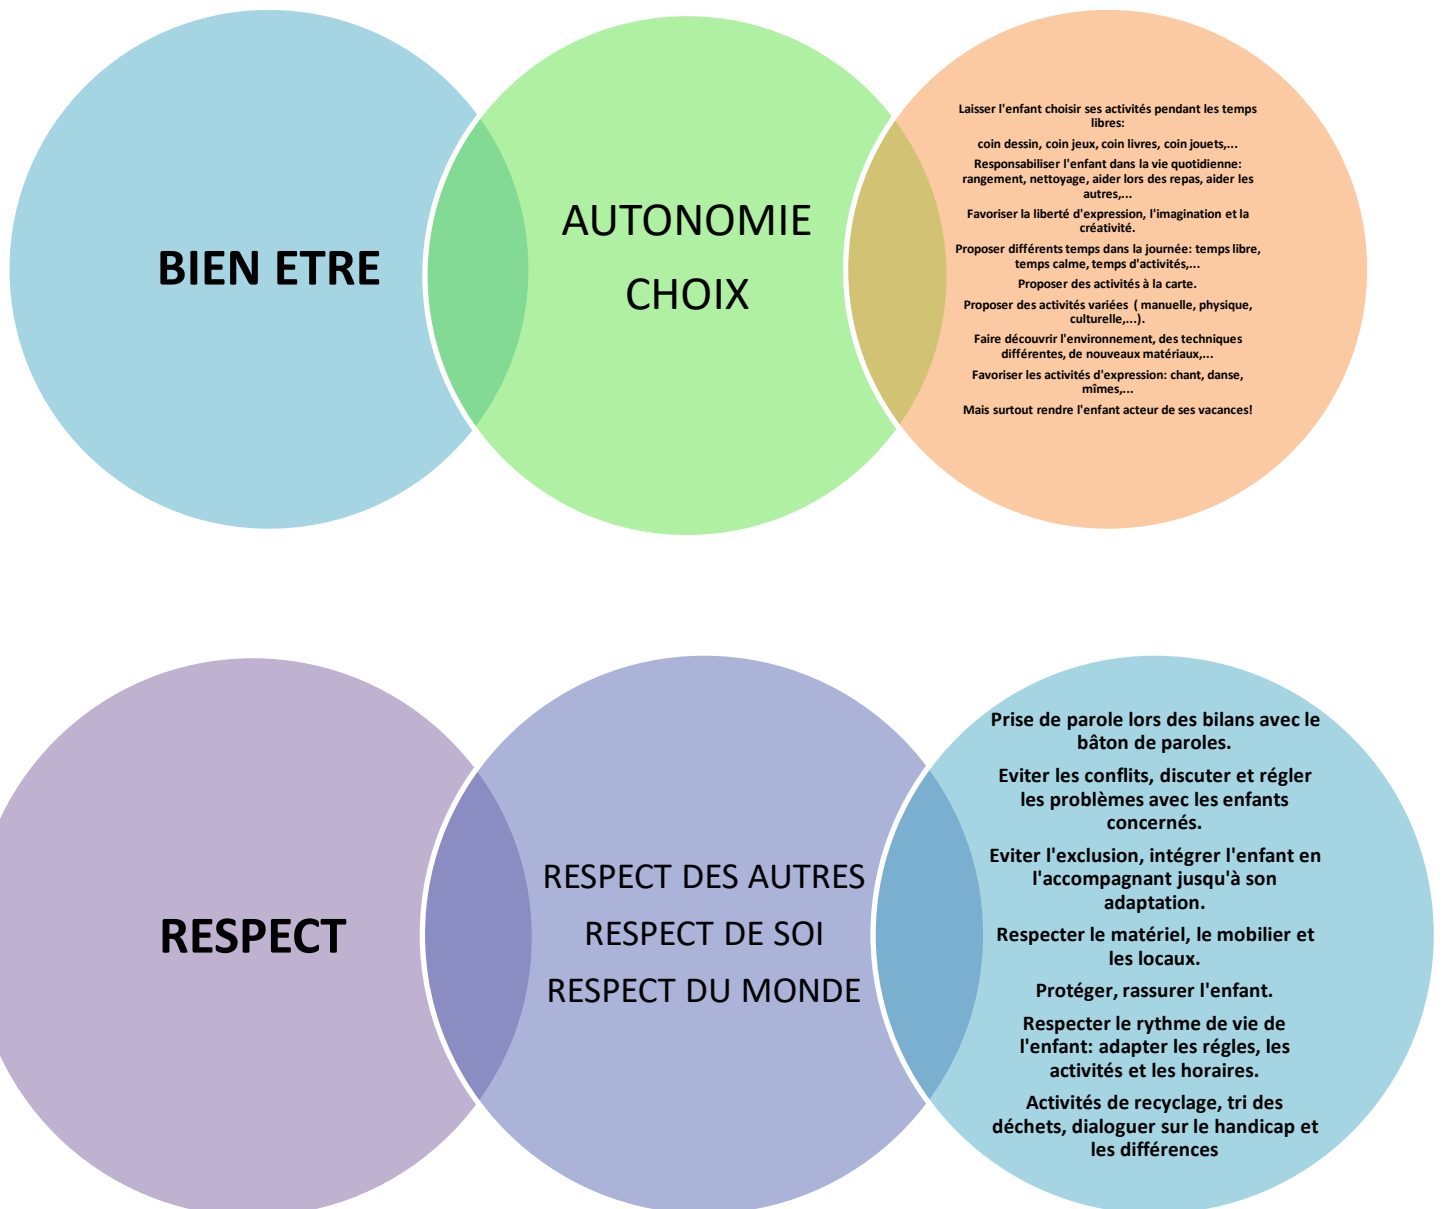 BIEN ETRE
AUTONOMIE
CHOIX
Laisser l'enfant choisir ses activités pendant les temps
libres:
coin dessin, coin jeux, coin livres, coin jouets,...
Responsabiliser l'enfant dans la vie quotidienne:
rangement, nettoyage, aider lors des repas, aider les
autres,...
Favoriser la liberté d'expression, l'imagination et la
créativité.
Proposer différents temps dans la journée: temps libre,
temps calme, temps d'activités,...
Proposer des activités à la carte.
Proposer des activités variées ( manuelle, physique,
culturelle,...).
Faire découvrir l'environnement, des techniques
différentes, de nouveaux matériaux,...
Favoriser les activités d'expression: chant, danse,
mîmes,...
Mais surtout rendre l'enfant acteur de ses vacances!
RESPECT
RESPECT DES AUTRES
RESPECT DE SOI
RESPECT DU MONDE
Prise de parole lors des bilans avec le
bâton de paroles.
Eviter les conflits, discuter et régler
les problèmes avec les enfants
concernés.
Eviter l'exclusion, intégrer l'enfant en
l'accompagnant jusqu'à son
adaptation.
Respecter le matériel, le mobilier et
les locaux.
Protéger, rassurer l'enfant.
Respecter le rythme de vie de
l'enfant: adapter les régles, les
activités et les horaires.
Activités de recyclage, tri des
déchets, dialoguer sur le handicap et
les différences